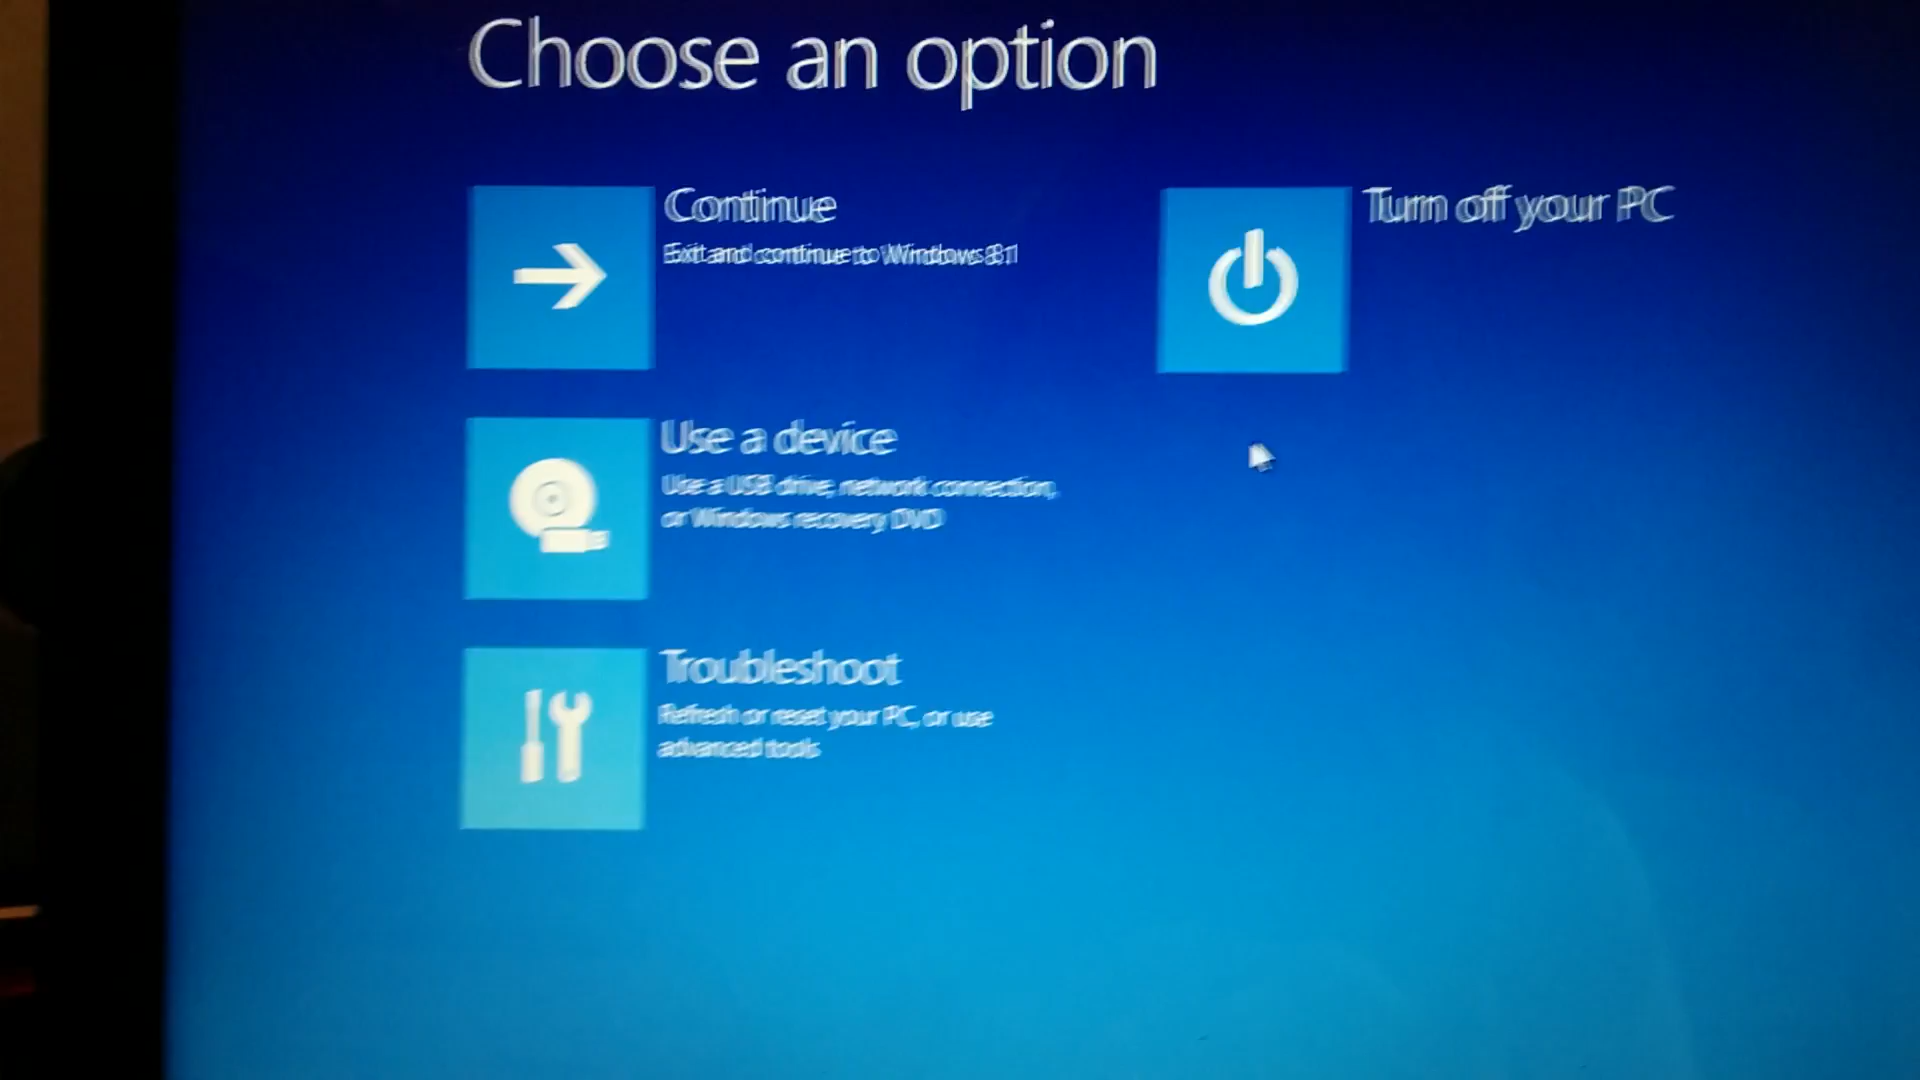 Choose an option
Continue
Exit and continue to Windows 8.1
Turn off your PC
Use a device
Use a USB drive, network connection,
or Windows recovery DVD
Troubleshoot
Refresh or reset your PC, or use
advanced tools